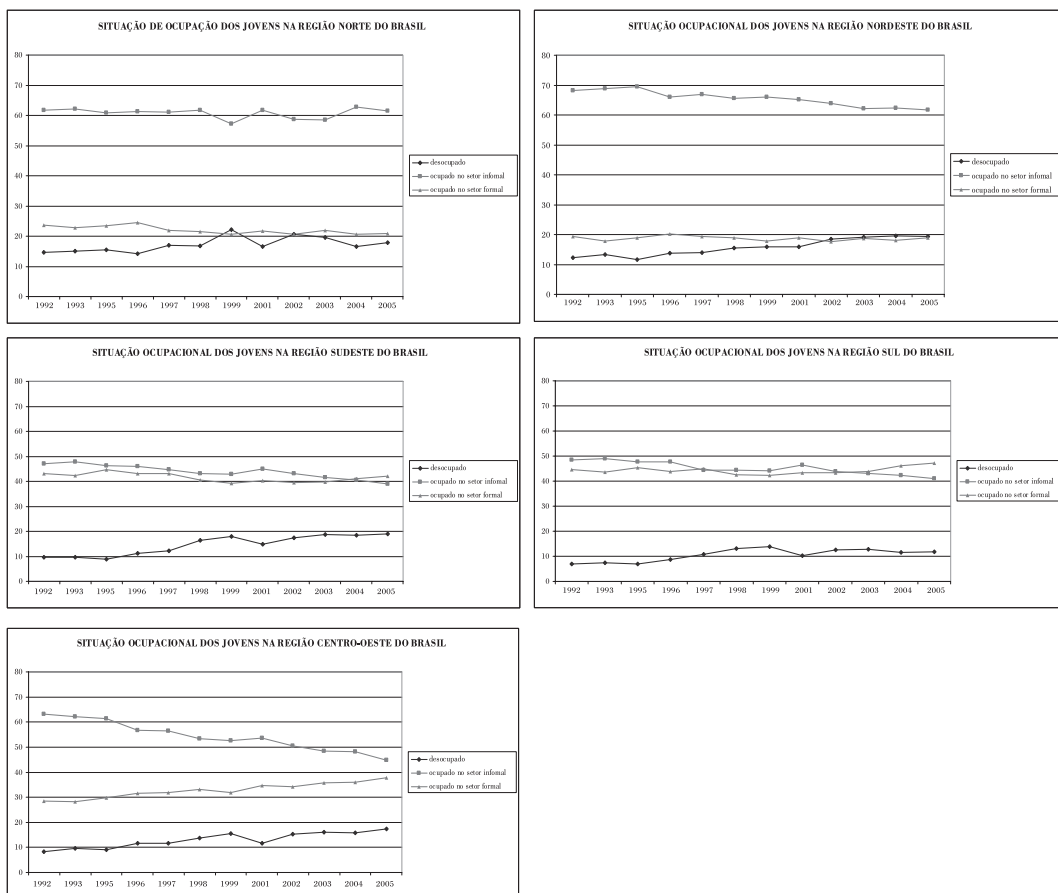 SITUAÇÃO DE OCUPAÇÃO DOS JOVENS NA REGIÃO NORTE DO BRASIL
80
70
60
50
40
30
20
10
0
1992 1993 1995 1996 1997 1998 1999 2001 2002 2003 2004 2005
desocupado
ocupado no setor infomal
ocupado no setor formal
SITUAÇÃO OCUPACIONAL DOS JOVENS NA REGIÃO NORDESTE DO BRASIL
80
70
60
50
40
30
20
10
0
1992 1993 1995 1996 1997 1998 1999 2001 2002 2003 2004 2005
desocupado
ocupado no setor infomal
ocupado no setor formal
SITUAÇÃO OCUPACIONAL DOS JOVENS NA REGIÃO SUDESTE DO BRASIL
80
70
60
50
40
30
20
10
0
1992 1993 1995 1996 1997 1998 1999 2001 2002 2003 2004 2005
desocupado
ocupado no setor infomal
ocupado no setor formal
SITUAÇÃO OCUPACIONAL DOS JOVENS NA REGIÃO SUL DO BRASIL
80
70
60
50
40
30
20
10
0
1992 1993 1995 1996 1997 1998 1999 2001 2002 2003 2004 2005
desocupado
ocupado no setor infomal
ocupado no setor formal
SITUAÇÃO OCUPACIONAL DOS JOVENS NA REGIÃO CENTRO-OESTE DO BRASIL
80
70
60
50
40
30
20
10
0
1992 1993 1995 1996 1997 1998 1999 2001 2002 2003 2004 2005
desocupado
ocupado no setor infomal
ocupado no setor formal